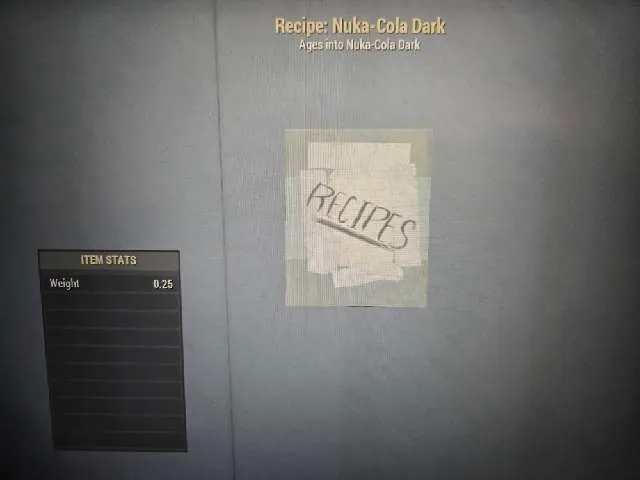 Recipe: Nuka-Cola Dark
Ages into Nuka-Cola Dark
RECIPES
ITEM STATS
Weight 0.25